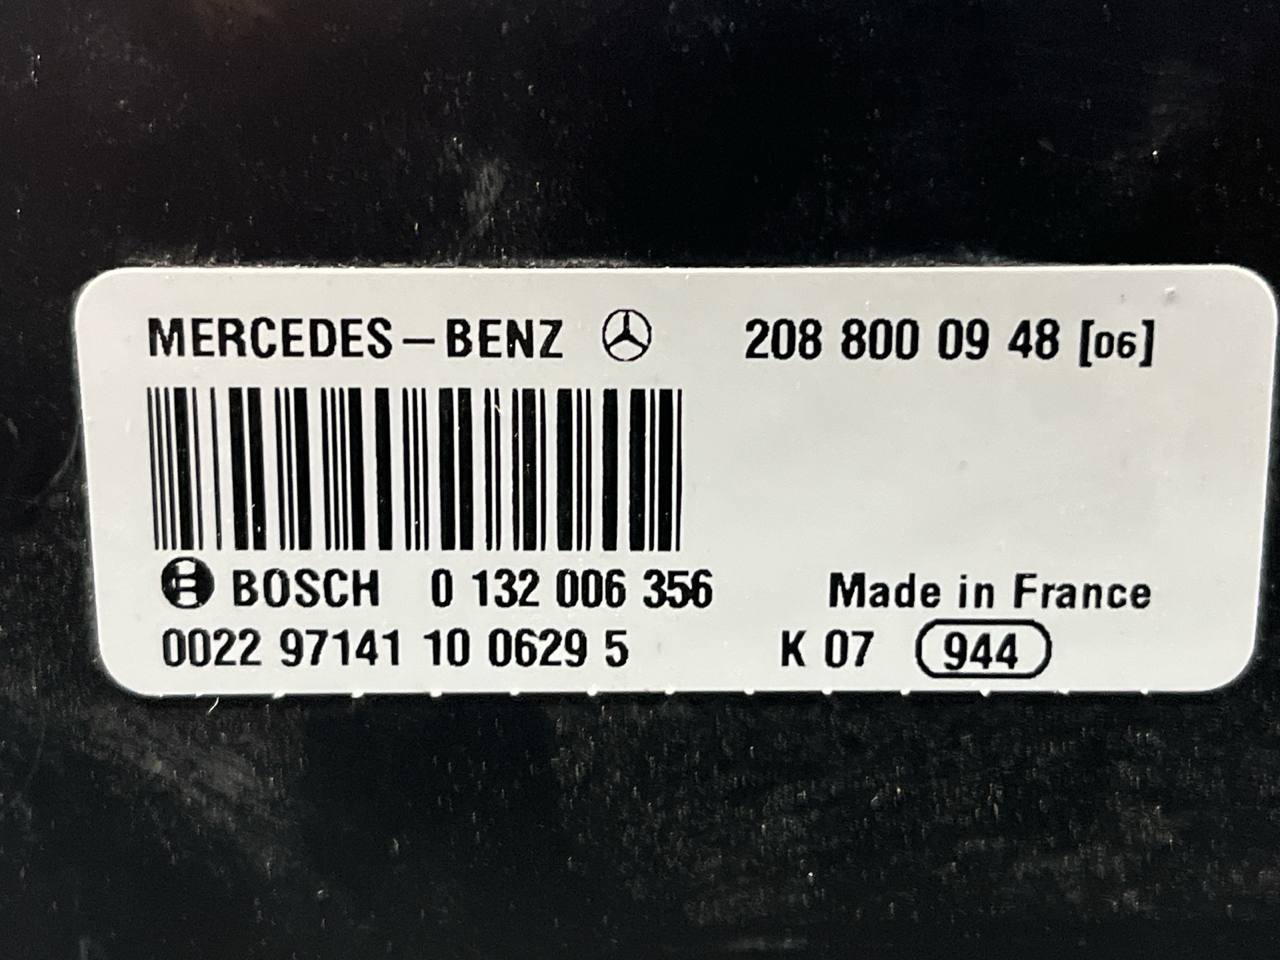 MERCEDES-BENZ 208 800 09 48 [06]
BOSCH 0 132 006 356 Made in France
0022 97141 10 0629 5 K 07 944